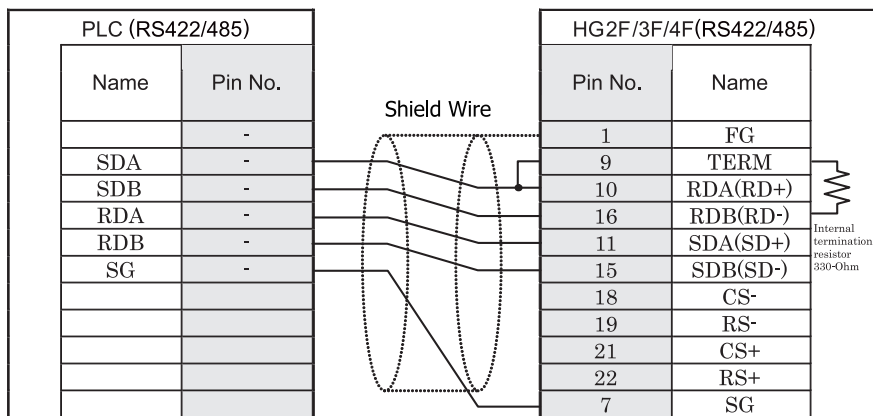 PLC (RS422/485)
HG2F/3F/4F(RS422/485)
Name Pin No.
Pin No. Name
Shield Wire
-
1 FG
SDA -
9 TERM
SDB -
10 RDA(RD+)
RDA -
16 RDB(RD-)
RDB -
11 SDA(SD+)
SG -
15 SDB(SD-)
18 CS-
19 RS-
21 CS+
22 RS+
7 SG
Internal
termination
resistor
330-Ohm